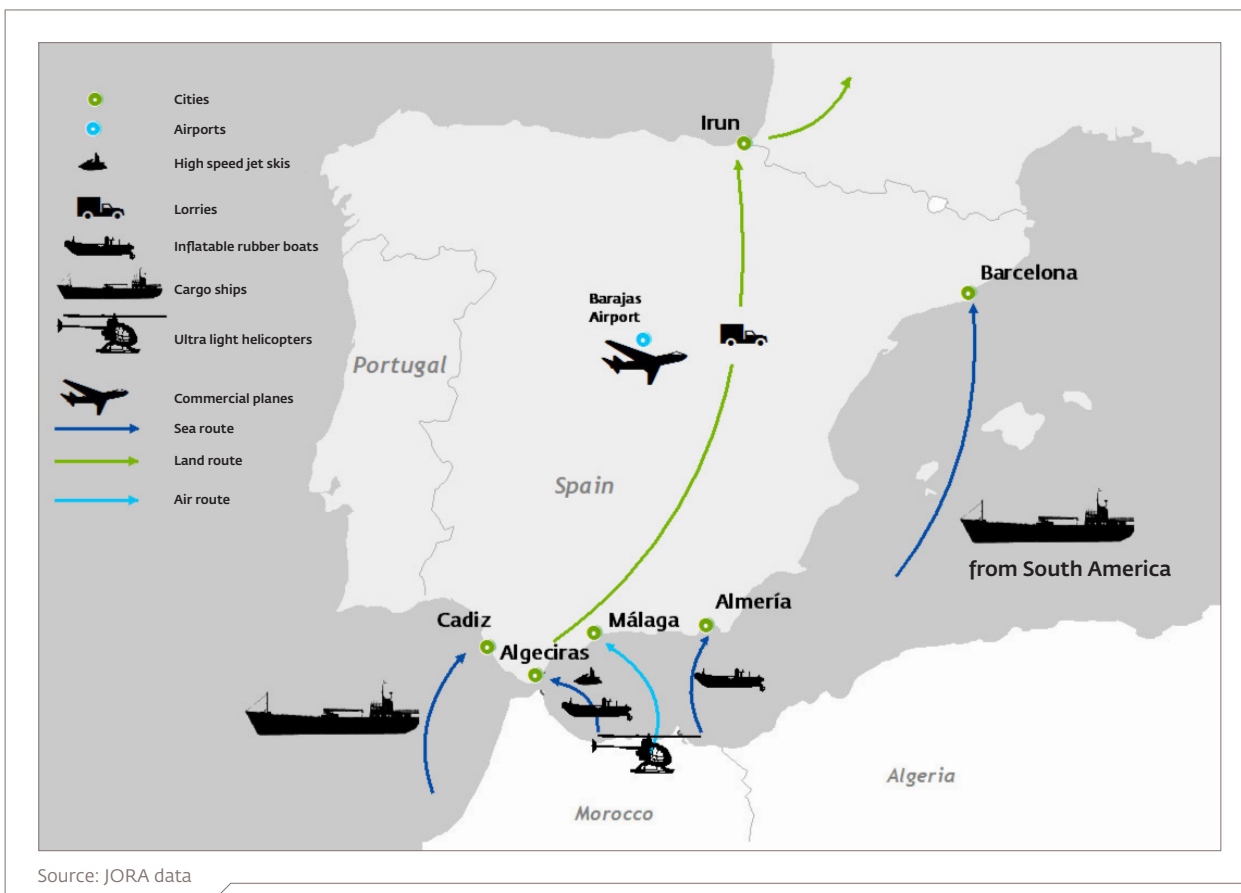 Cities
Airports
High speed jet skis
Lorries
Inflatable rubber boats
Cargo ships
Ultra light helicopters
Commercial planes
Sea route
Land route
Air route
Irun
Barcelona
Barajas
Airport
Portugal
Spain
from South America
Almería
Málaga
Cadiz
Algeciras
Algeria
Morocco
Source: JORA data